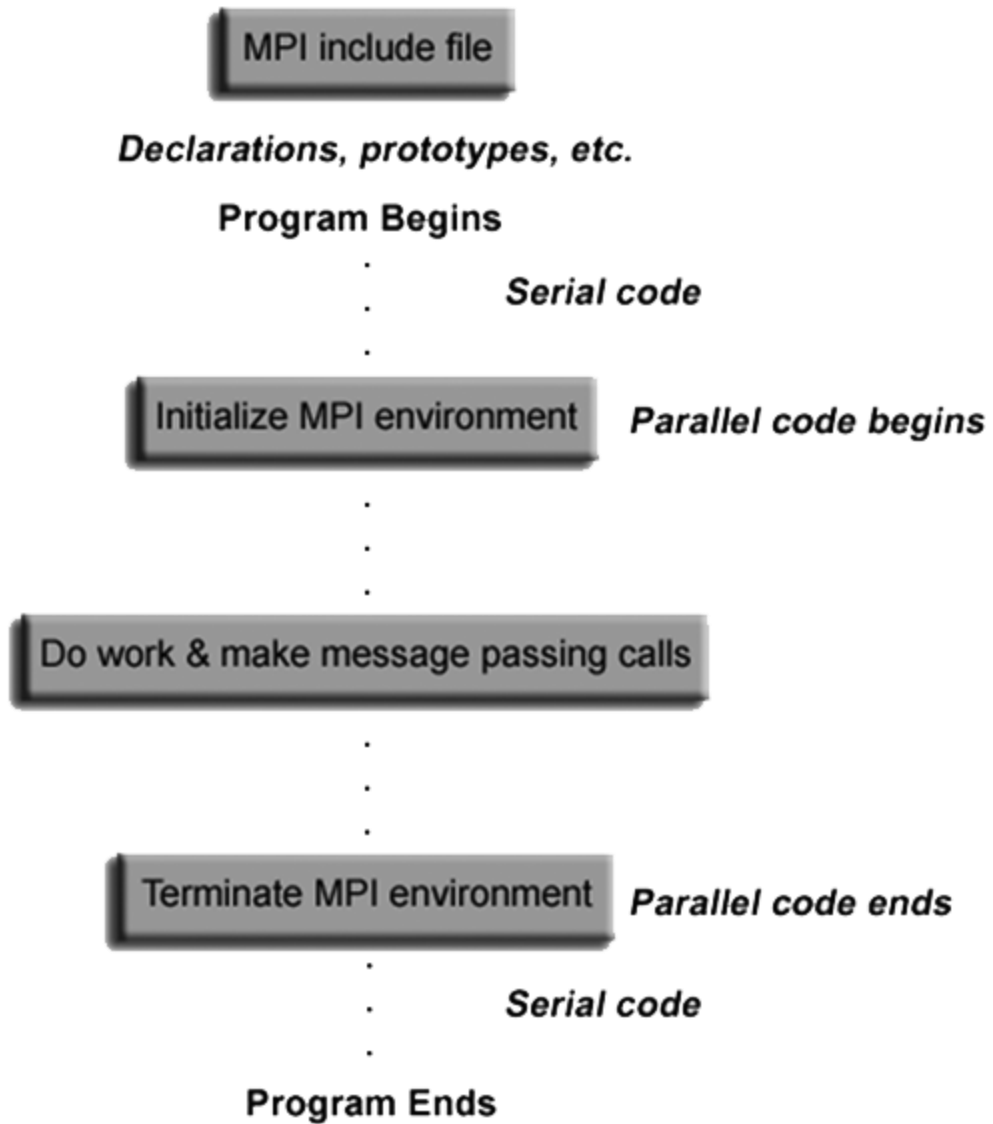 MPI include file
Declarations, prototypes, etc.
Program Begins
Serial code
Initialize MPI environment
Parallel code begins
Do work & make message passing calls
Terminate MPI environment
Parallel code ends
Serial code
Program Ends